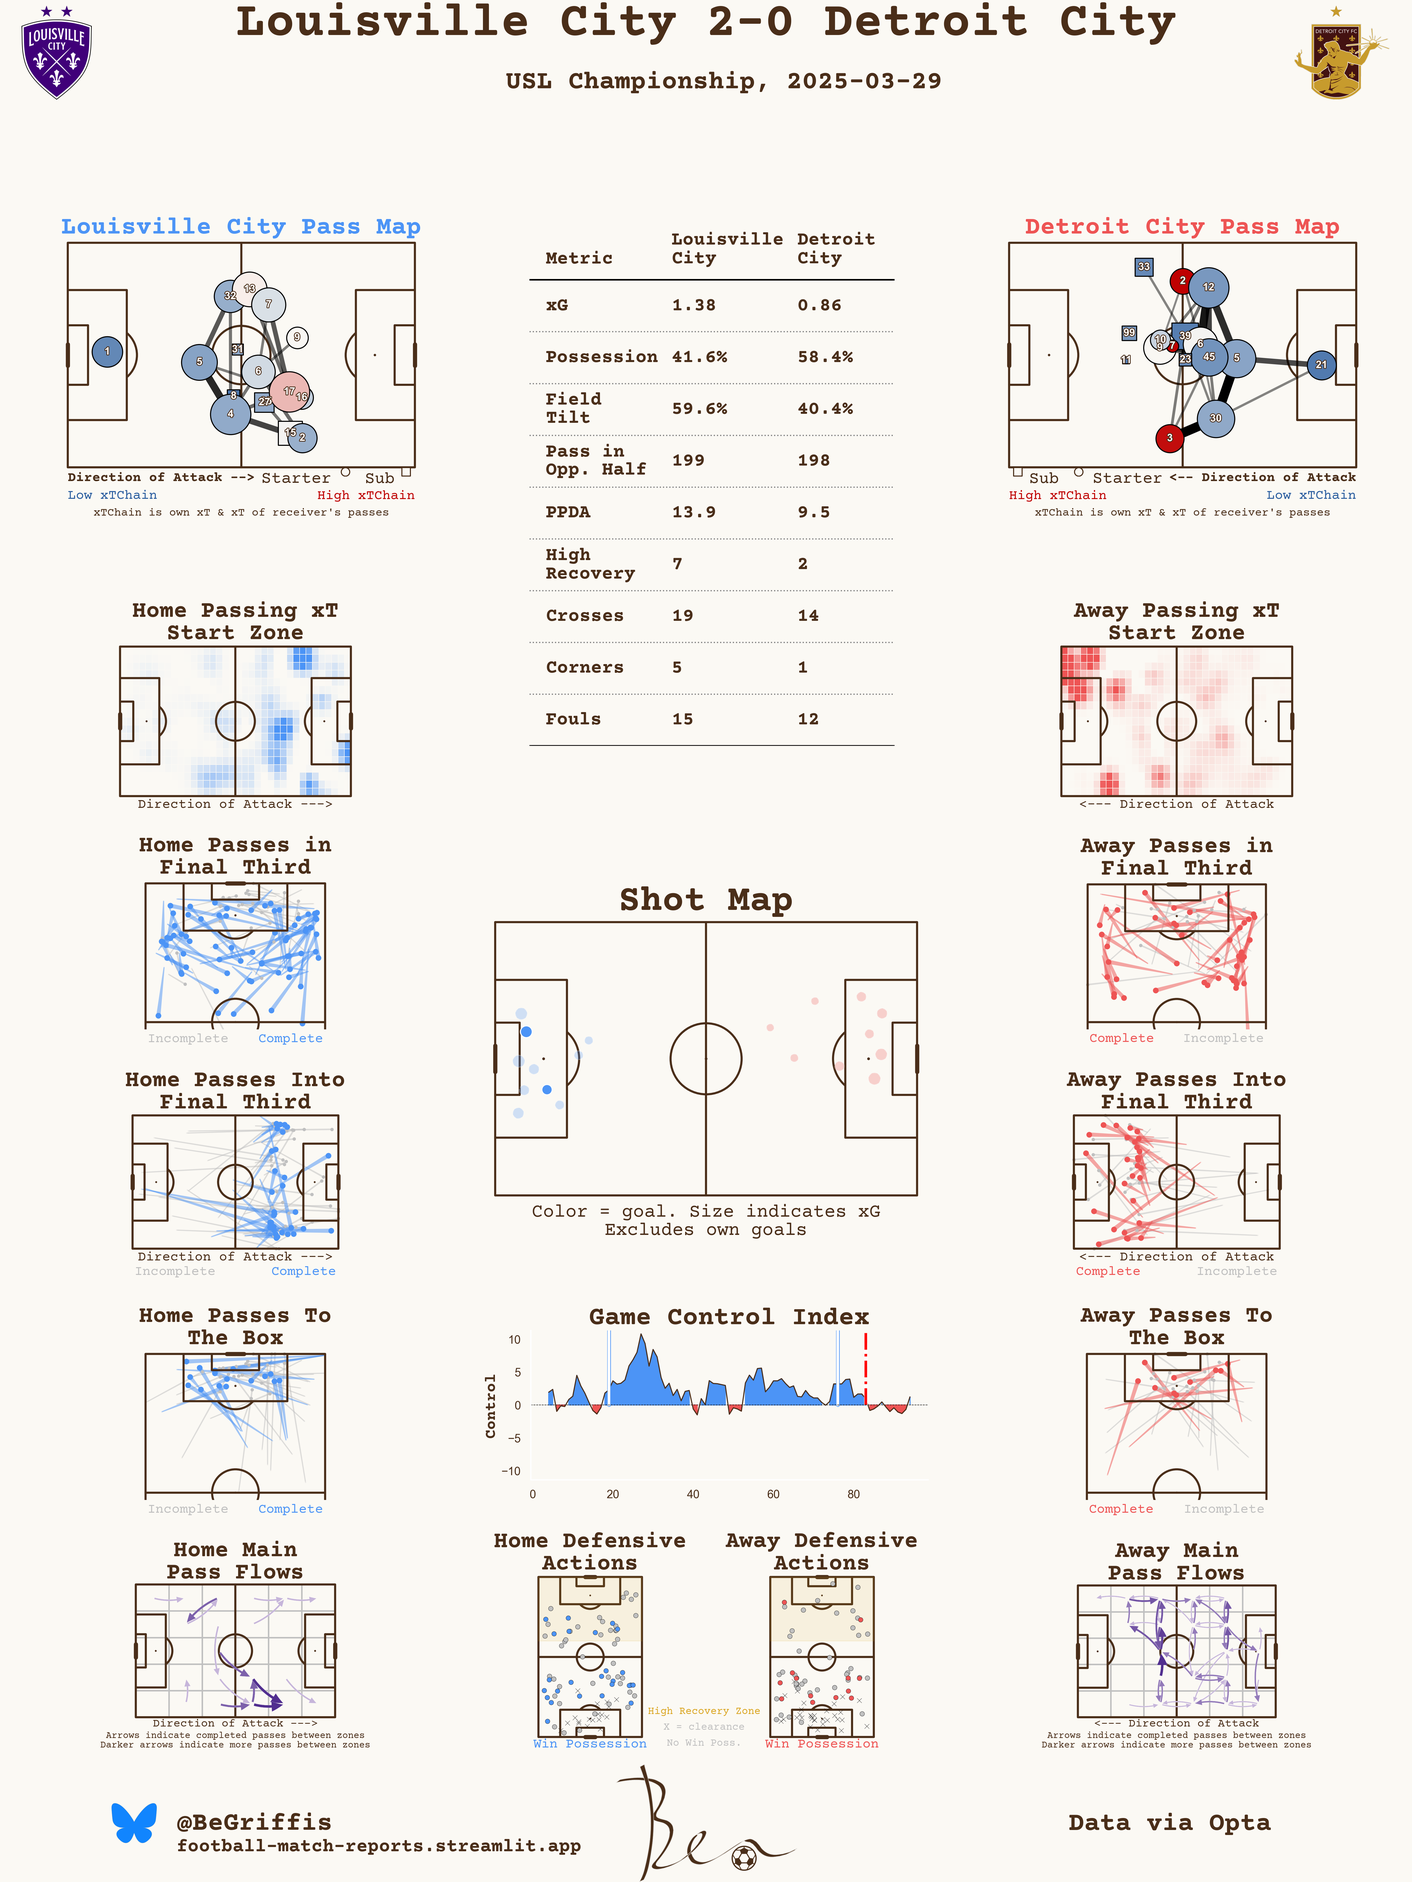 Louisville City 2-0 Detroit City
USL Championship, 2025-03-29
LOUISVILLE
CITY
DETROIT CITY FC
Louisville City Pass Map
1
32
13
7
9
5
31
6
8
4
27
17
16
15
2
Direction of Attack --> Starter Sub
Low xTChain High xTChain
xTChain is own xT & xT of receiver's passes
Metric Louisville City Detroit City
xG 1.38 0.86
Possession 41.6% 58.4%
Field Tilt 59.6% 40.4%
Pass in Opp. Half 199 198
PPDA 13.9 9.5
High Recovery 7 2
Crosses 19 14
Corners 5 1
Fouls 15 12
Detroit City Pass Map
33
2
12
99
10
9
7
39
6
11
23
45
5
21
30
3
Sub Starter <-- Direction of Attack
High xTChain Low xTChain
xTChain is own xT & xT of receiver's passes
Home Passing xT
Start Zone
Direction of Attack --->
Away Passing xT
Start Zone
<--- Direction of Attack
Home Passes in
Final Third
Incomplete Complete
Shot Map
Color = goal. Size indicates xG
Excludes own goals
Away Passes in
Final Third
Complete Incomplete
Home Passes Into
Final Third
Direction of Attack --->
Incomplete Complete
Away Passes Into
Final Third
<--- Direction of Attack
Complete Incomplete
Home Passes To
The Box
Incomplete Complete
Game Control Index
Control
10
5
0
−5
−10
0 20 40 60 80
Away Passes To
The Box
Complete Incomplete
Home Main
Pass Flows
Direction of Attack --->
Arrows indicate completed passes between zones
Darker arrows indicate more passes between zones
Home Defensive
Actions
Win Possession
High Recovery Zone
X = clearance
No Win Poss.
Away Defensive
Actions
Win Possession
Away Main
Pass Flows
<--- Direction of Attack
Arrows indicate completed passes between zones
Darker arrows indicate more passes between zones
@BeGriffis
football-match-reports.streamlit.app
Ben
Data via Opta